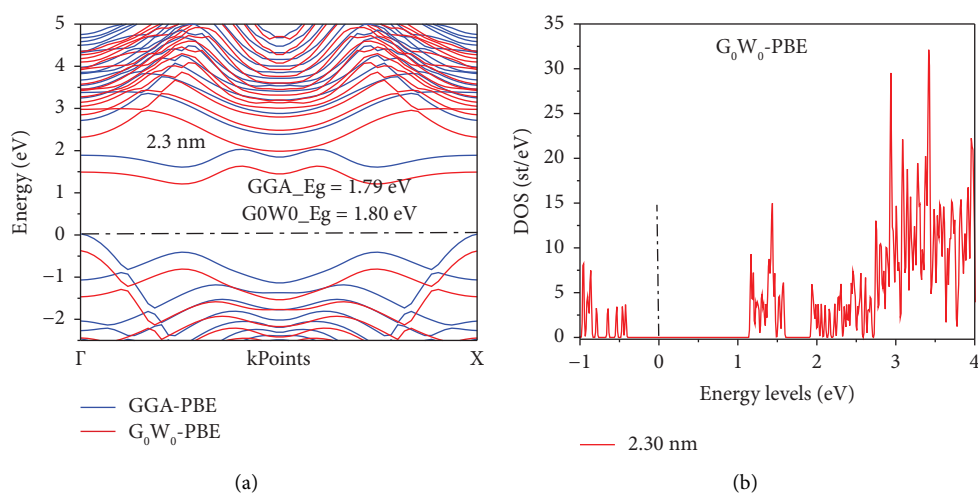 5
4
3
2
1
0
−1
−2
Energy (eV)
2.3 nm
GGA_Eg = 1.79 eV
G0W0_Eg = 1.80 eV
Γ
kPoints
X
GGA-PBE
G₀W₀-PBE
(a)
35
30
25
20
15
10
5
0
DOS (st/eV)
G₀W₀-PBE
−1
0
1
2
3
4
Energy levels (eV)
2.30 nm
(b)